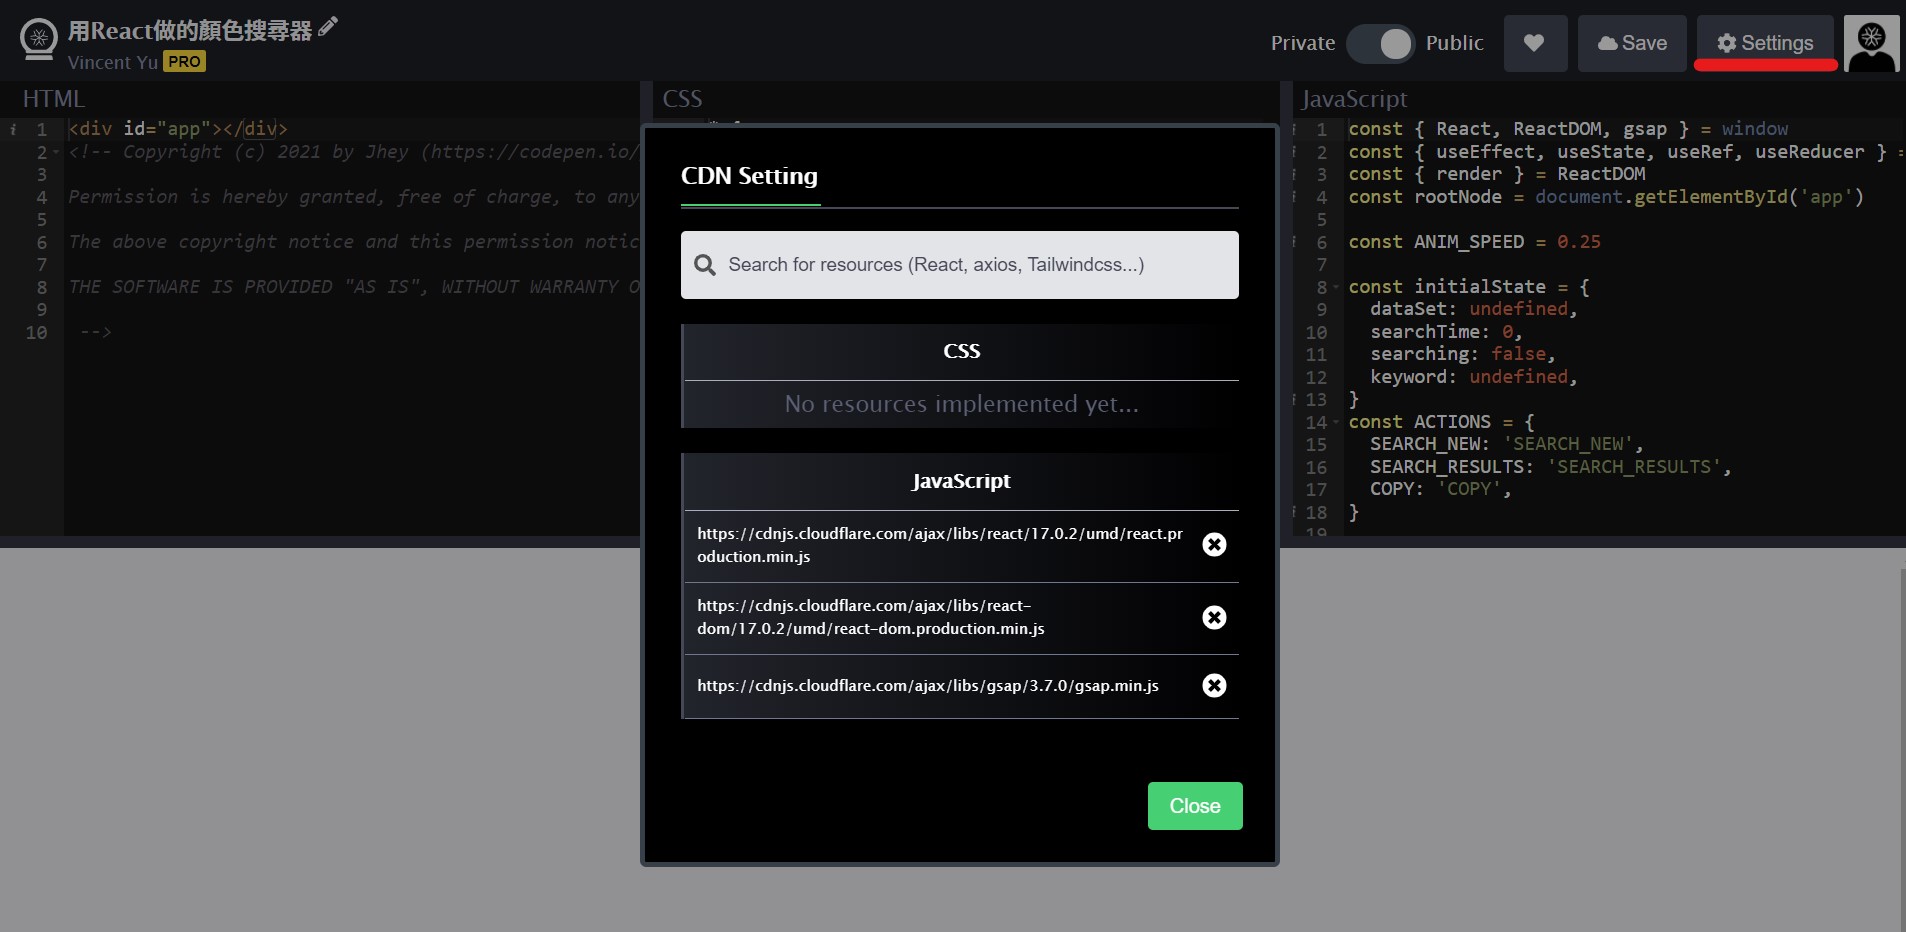 用React做的顏色搜尋器
Vincent Yu PRO
Private Public Save Settings
HTML
1 <div id="app"></div>
2 <!-- Copyright (c) 2021 by Jhey (https://codepen.io/
3
4 Permission is hereby granted, free of charge, to any
5
6 The above copyright notice and this permission notic
7
8 THE SOFTWARE IS PROVIDED "AS IS", WITHOUT WARRANTY O
9
10 -->
CSS
CDN Setting
Search for resources (React, axios, Tailwindcss...)
CSS
No resources implemented yet...
JavaScript
https://cdnjs.cloudflare.com/ajax/libs/react/17.0.2/umd/react.pr
oduction.min.js
https://cdnjs.cloudflare.com/ajax/libs/react-
dom/17.0.2/umd/react-dom.production.min.js
https://cdnjs.cloudflare.com/ajax/libs/gsap/3.7.0/gsap.min.js
Close
JavaScript
1 const { React, ReactDOM, gsap } = window
2 const { useEffect, useState, useRef, useReducer } =
3 const { render } = ReactDOM
4 const rootNode = document.getElementById('app')
5
6 const ANIM_SPEED = 0.25
7
8 const initialState = {
9 dataSet: undefined,
10 searchTime: 0,
11 searching: false,
12 keyword: undefined,
13 }
14 const ACTIONS = {
15 SEARCH_NEW: 'SEARCH_NEW',
16 SEARCH_RESULTS: 'SEARCH_RESULTS',
17 COPY: 'COPY',
18 }
19